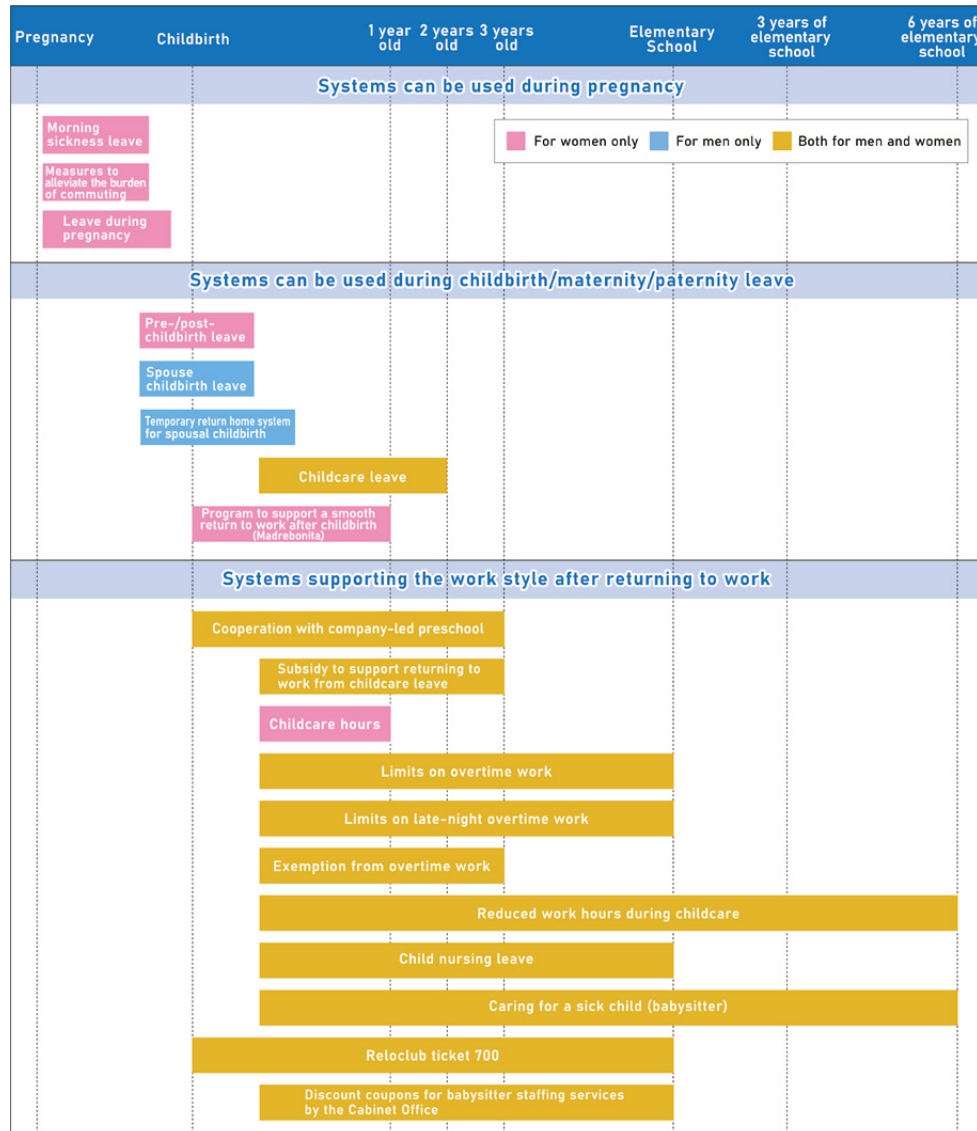 Pregnancy
Childbirth
1 year
old
2 years
old
3 years
old
Elementary
School
3 years of
elementary
school
6 years of
elementary
school
Systems can be used during pregnancy
For women only
For men only
Both for men and women
Morning
sickness leave
Measures to
alleviate the burden
of commuting
Leave during
pregnancy
Systems can be used during childbirth/maternity/paternity leave
Pre-/post-
childbirth leave
Spouse
childbirth leave
Temporary return home system
for spousal childbirth
Childcare leave
Program to support a smooth
return to work after childbirth
(Madrebonita)
Systems supporting the work style after returning to work
Cooperation with company-led preschool
Subsidy to support returning to
work from childcare leave
Childcare hours
Limits on overtime work
Limits on late-night overtime work
Exemption from overtime work
Reduced work hours during childcare
Child nursing leave
Caring for a sick child (babysitter)
Reloclub ticket 700
Discount coupons for babysitter staffing services
by the Cabinet Office